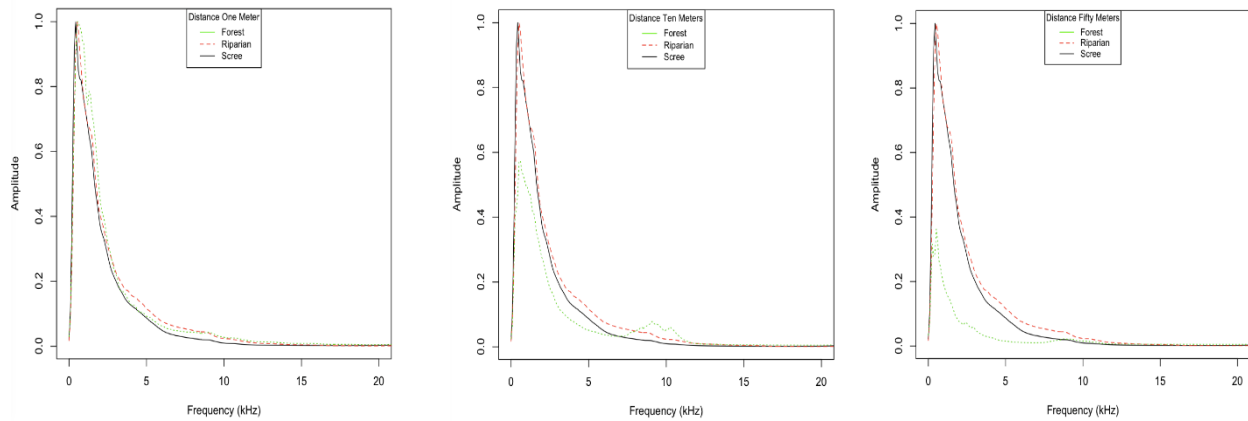 Distance One Meter
Forest
Riparian
Scree
Amplitude
0.0
0.2
0.4
0.6
0.8
1.0
0
5
10
15
20
Frequency (kHz)
Distance Ten Meters
Forest
Riparian
Scree
Amplitude
0.0
0.2
0.4
0.6
0.8
1.0
0
5
10
15
20
Frequency (kHz)
Distance Fifty Meters
Forest
Riparian
Scree
Amplitude
0.0
0.2
0.4
0.6
0.8
1.0
0
5
10
15
20
Frequency (kHz)